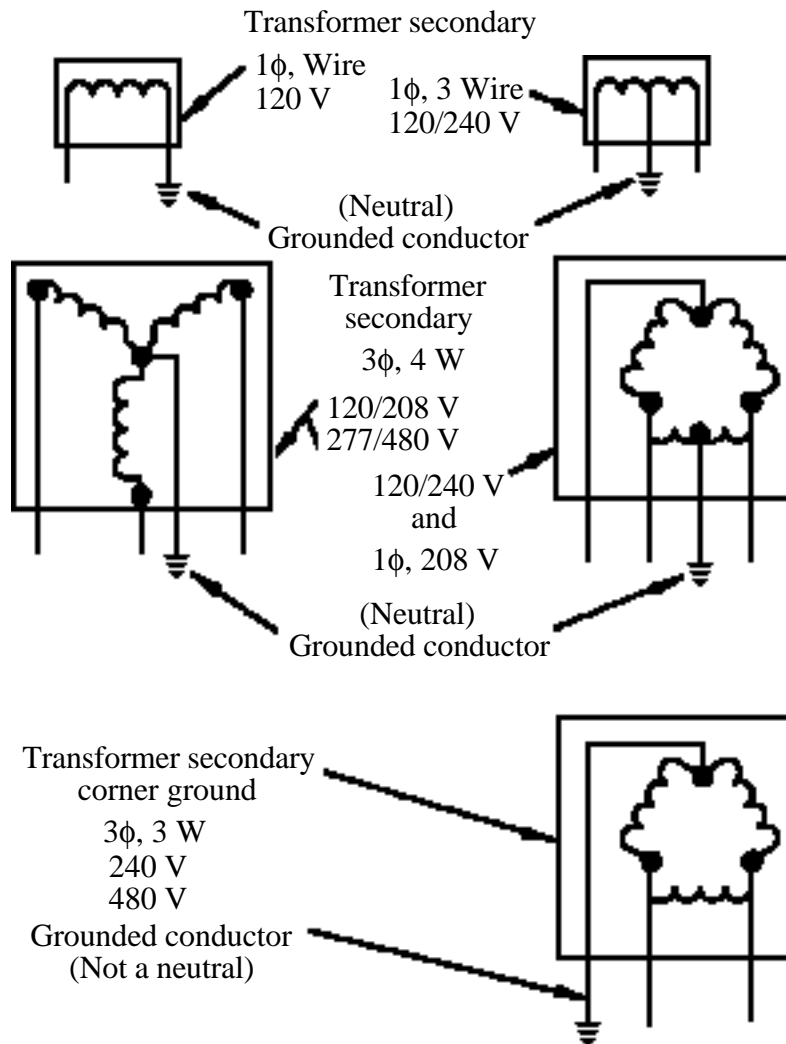 Transformer secondary
1ϕ, Wire
120 V
1ϕ, 3 Wire
120/240 V
(Neutral)
Grounded conductor
Transformer
secondary
3ϕ, 4 W
120/208 V
277/480 V
120/240 V
and
1ϕ, 208 V
(Neutral)
Grounded conductor
Transformer secondary
corner ground
3ϕ, 3 W
240 V
480 V
Grounded conductor
(Not a neutral)